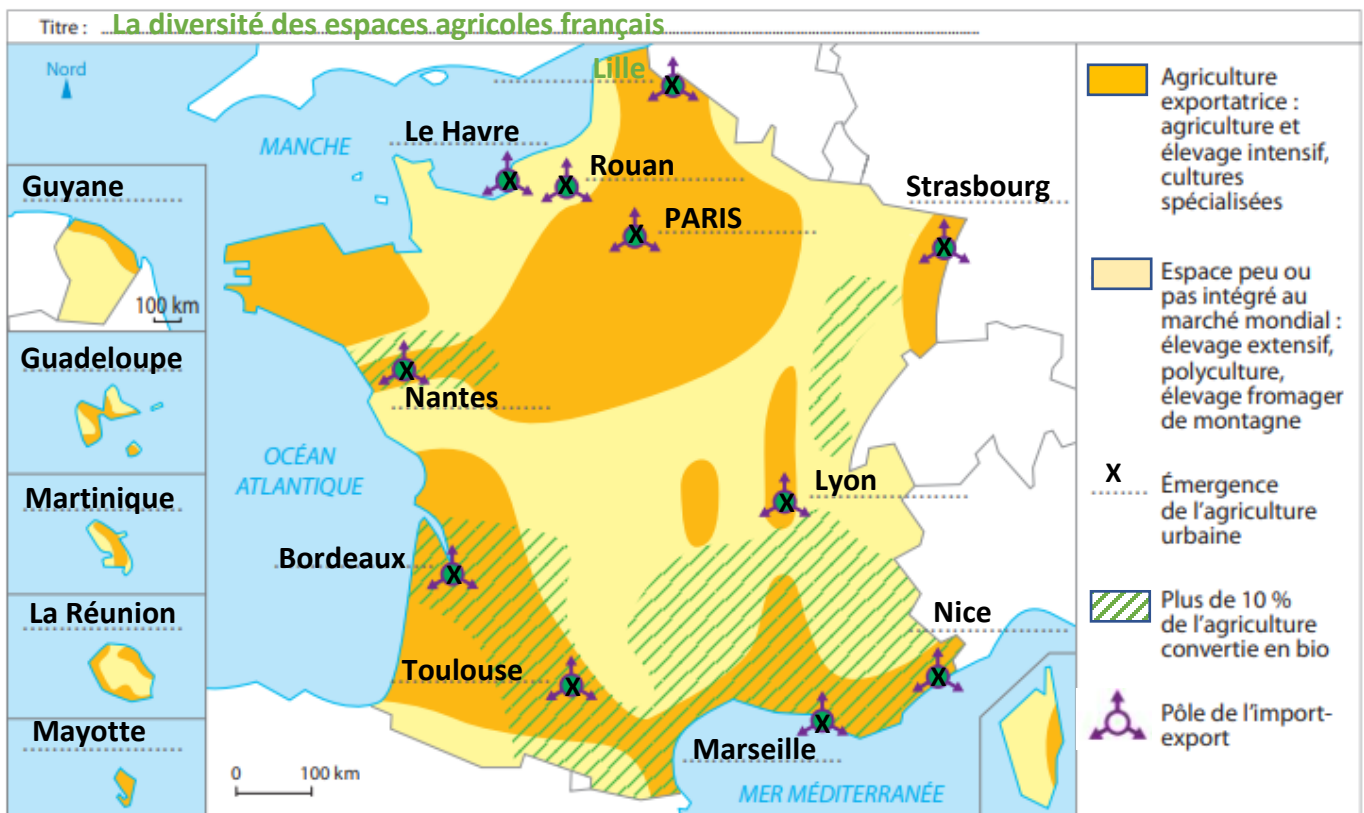 Titre : La diversité des espaces agricoles français
Nord
MANCHE
Lille
Le Havre
Rouan
PARIS
Strasbourg
Guyane
100 km
Guadeloupe
Martinique
La Réunion
Mayotte
Nantes
OCÉAN
ATLANTIQUE
Lyon
Bordeaux
Nice
Toulouse
Marseille
0 100 km
MER MÉDITERRANÉE
X
X
X
X
X
X
X
X
X
X
X
Agriculture
exportatrice :
agriculture et
élevage intensif,
cultures
spécialisées
Espace peu ou
pas intégré au
marché mondial :
élevage extensif,
polyculture,
élevage fromager
de montagne
X Émergence
de l'agriculture
urbaine
Plus de 10 %
de l'agriculture
convertie en bio
Pôle de l'import-
export